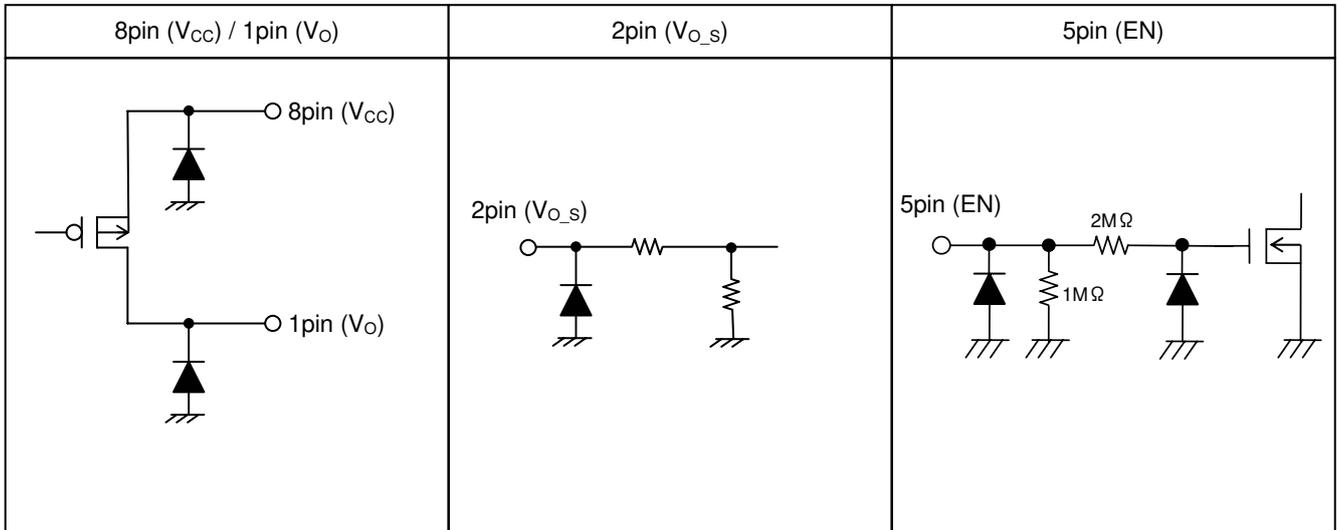 8pin (VCC) / 1pin (VO)
2pin (VO_S)
5pin (EN)
8pin (VCC)
1pin (VO)
2pin (VO_S)
5pin (EN)
2MΩ
1MΩ